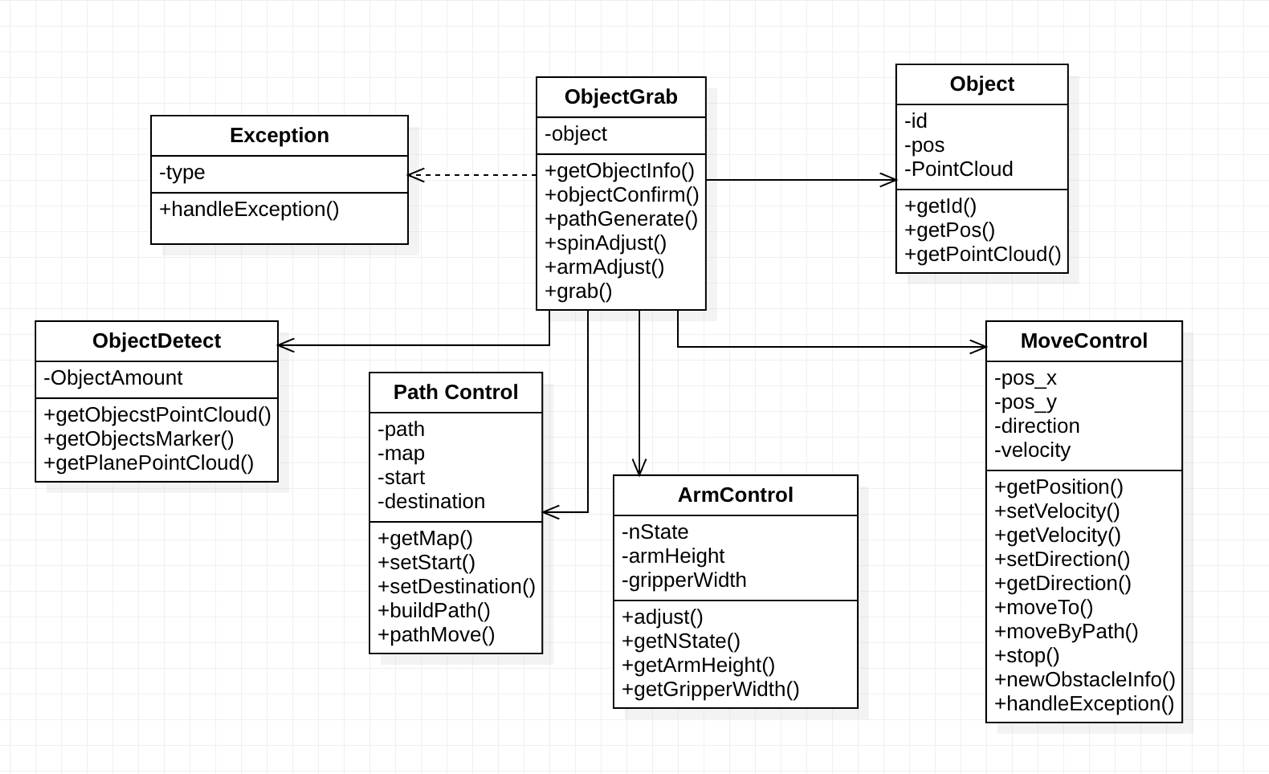 ObjectGrab
-object
+getObjectInfo()
+objectConfirm()
+pathGenerate()
+spinAdjust()
+armAdjust()
+grab()
Object
-id
-pos
-PointCloud
+getId()
+getPos()
+getPointCloud()
Exception
-type
+handleException()
ObjectDetect
-ObjectAmount
+getObjecstPointCloud()
+getObjectsMarker()
+getPlanePointCloud()
Path Control
-path
-map
-start
-destination
+getMap()
+setStart()
+setDestination()
+buildPath()
+pathMove()
ArmControl
-nState
-armHeight
-gripperWidth
+adjust()
+getNState()
+getArmHeight()
+getGripperWidth()
MoveControl
-pos_x
-pos_y
-direction
-velocity
+getPosition()
+setVelocity()
+getVelocity()
+setDirection()
+getDirection()
+moveTo()
+moveByPath()
+stop()
+newObstacleInfo()
+handleException()